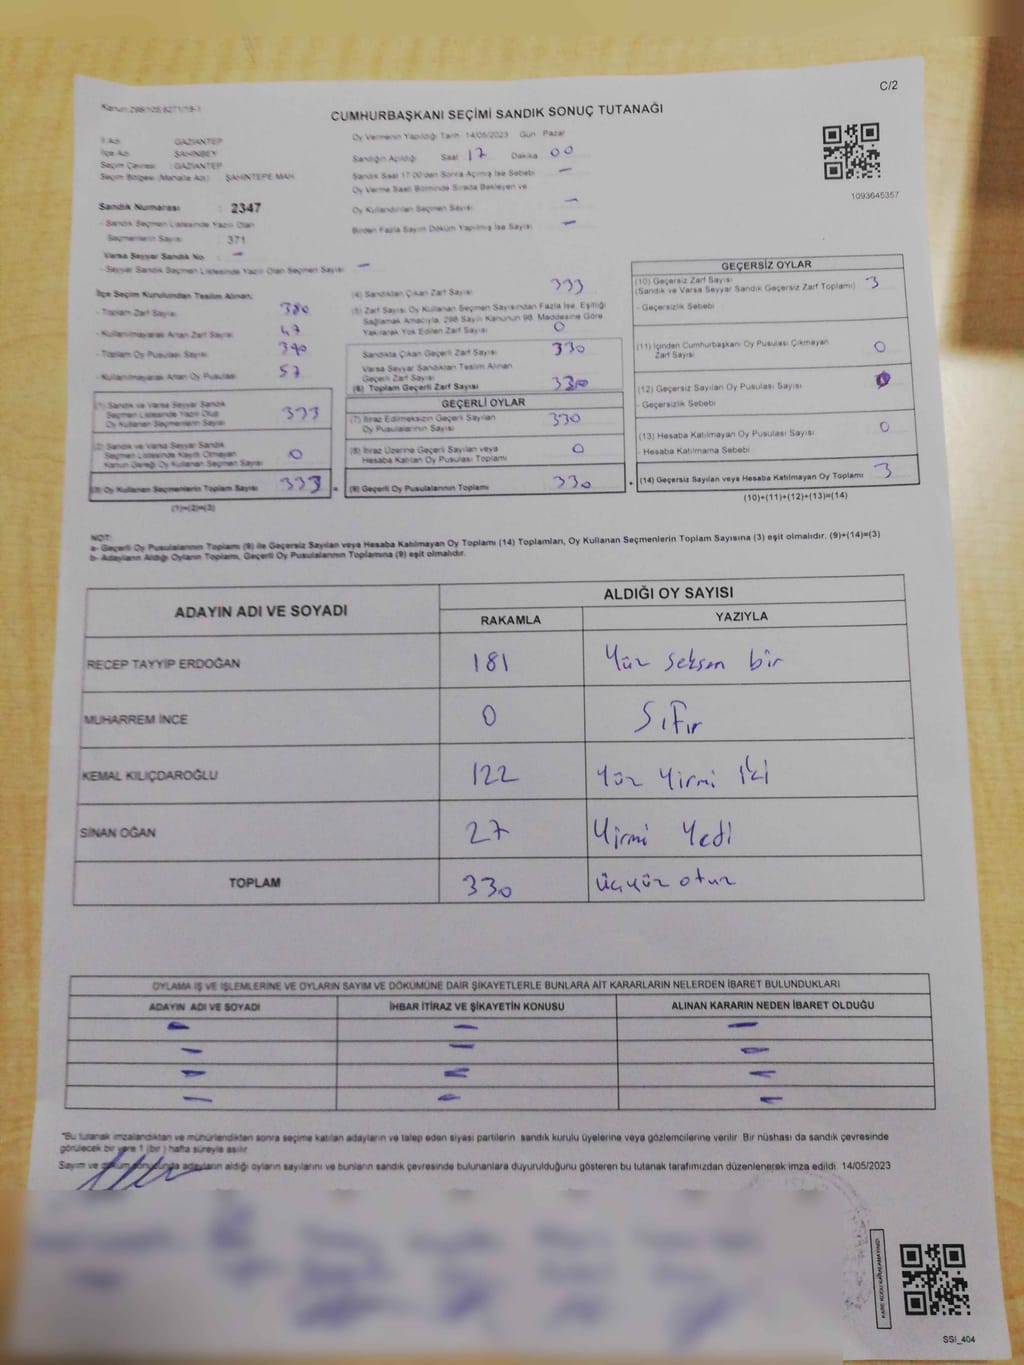 C/2
Kanun:298/105.6271/19-1
CUMHURBAŞKANI SEÇİMİ SANDIK SONUÇ TUTANAĞI
İl Adı : GAZİANTEP
İlçe Adı : ŞAHİNBEY
Seçim Çevresi : GAZİANTEP
Seçim Bölgesi (Mahalle Adı) : ŞAHİNTEPE MAH.
Oy Vermenin Yapıldığı Tarih 14/05/2023 Gün Pazar
Sandığın Açıldığı Saat 17 Dakika 00
Sandık Saat 17.00'den Sonra Açılmış İse Sebebi -
Oy Verme Saati Bitiminde Sırada Bekleyen ve
Oy Kullandırılan Seçmen Sayısı -
Birden Fazla Sayım Döküm Yapılmış İse Sayısı -
1093645357
Sandık Numarası : 2347
- Sandık Seçmen Listesinde Yazılı Olan
Seçmenlerin Sayısı : 371
Varsa Seyyar Sandık No : -
- Seyyar Sandık Seçmen Listesinde Yazılı Olan Seçmen Sayısı : -
İlçe Seçim Kurulundan Teslim Alınan;
- Toplam Zarf Sayısı : 380
- Kullanılmayarak Artan Zarf Sayısı : 47
- Toplam Oy Pusulası Sayısı : 390
- Kullanılmayarak Artan Oy Pusulası : 57
(1) Sandık ve Varsa Seyyar Sandık
Seçmen Listesinde Yazılı Olup
Oy Kullanan Seçmenlerin Sayısı 333
(2) Sandık ve Varsa Seyyar Sandık
Seçmen Listesinde Kayıtlı Olmayan
Kanun Gereği Oy Kullanan Seçmen Sayısı 0
(3) Oy Kullanan Seçmenlerin Toplam Sayısı 333
(1)+(2)=(3)
(4) Sandıktan Çıkan Zarf Sayısı 333
(5) Zarf Sayısı Oy Kullanan Seçmen Sayısından Fazla İse, Eşitliği
Sağlamak Amacıyla, 298 Sayılı Kanunun 98. Maddesine Göre
Yakılarak Yok Edilen Zarf Sayısı 0
Sandıkta Çıkan Geçerli Zarf Sayısı 330
Varsa Seyyar Sandıktan Teslim Alınan
Geçerli Zarf Sayısı
(6) Toplam Geçerli Zarf Sayısı 330
GEÇERLİ OYLAR
(7) İtiraz Edilmeksizin Geçerli Sayılan
Oy Pusulalarının Sayısı 330
(8) İtiraz Üzerine Geçerli Sayılan veya
Hesaba Katılan Oy Pusulası Toplamı 0
(9) Geçerli Oy Pusulalarının Toplamı 330
GEÇERSİZ OYLAR
(10) Geçersiz Zarf Sayısı 3
(Sandık ve Varsa Seyyar Sandık Geçersiz Zarf Toplamı)
- Geçersizlik Sebebi
(11) İçinden Cumhurbaşkanı Oy Pusulası Çıkmayan
Zarf Sayısı 0
(12) Geçersiz Sayılan Oy Pusulası Sayısı
- Geçersizlik Sebebi
(13) Hesaba Katılmayan Oy Pusulası Sayısı 0
- Hesaba Katılmama Sebebi
(14) Geçersiz Sayılan veya Hesaba Katılmayan Oy Toplamı 3
(10)+(11)+(12)+(13)=(14)
NOT:
a- Geçerli Oy Pusulalarının Toplamı (9) ile Geçersiz Sayılan veya Hesaba Katılmayan Oy Toplamı (14) Toplamları, Oy Kullanan Seçmenlerin Toplam Sayısına (3) eşit olmalıdır. (9)+(14)=(3)
b- Adayların Aldığı Oyların Toplamı, Geçerli Oy Pusulalarının Toplamına (9) eşit olmalıdır.
ADAYIN ADI VE SOYADI ALDIĞI OY SAYISI
RAKAMLA YAZIYLA
RECEP TAYYİP ERDOĞAN 181 Yüz seksen bir
MUHARREM İNCE 0 Sıfır
KEMAL KILIÇDAROĞLU 122 Yüz Yirmi iki
SİNAN OĞAN 27 Yirmi Yedi
TOPLAM 330 üçyüz otuz
OYLAMA İŞ VE İŞLEMLERİNE VE OYLARIN SAYIM VE DÖKÜMÜNE DAİR ŞİKAYETLERLE BUNLARA AİT KARARLARIN NELERDEN İBARET BULUNDUKLARI
ADAYIN ADI VE SOYADI İHBAR İTİRAZ VE ŞİKAYETİN KONUSU ALINAN KARARIN NEDEN İBARET OLDUĞU
- - -
- - -
- - -
- - -
"Bu tutanak imzalandıktan ve mühürlendikten sonra seçime katılan adayların ve talep eden siyasi partilerin sandık kurulu üyelerine veya gözlemcilerine verilir. Bir nüshası da sandık çevresinde
görülecek bir yere 1 (bir) hafta süreyle asılır.
Sayım ve döküm sonucunda adayların aldığı oyların sayılarını ve bunların sandık çevresinde bulunanlara duyurulduğunu gösteren bu tutanak tarafımızdan düzenlenerek imza edildi. 14/05/2023
KARE KODU KARALAMAYINIZ!
SSI_404